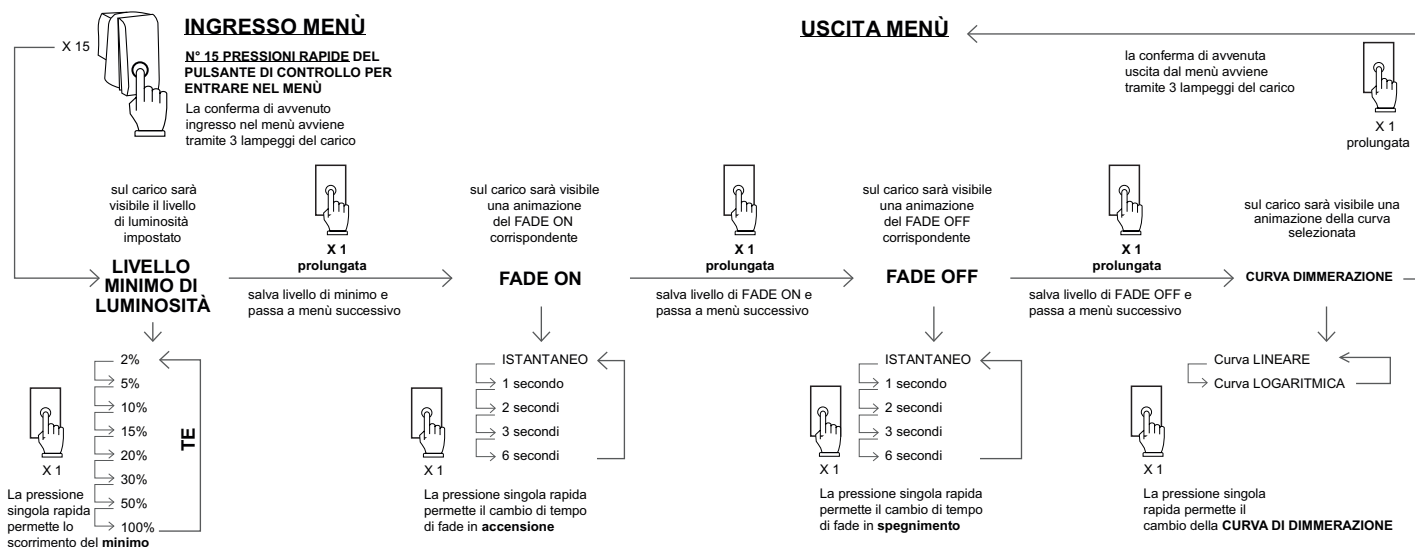 X 15
INGRESSO MENÙ
N° 15 PRESSIONI RAPIDE DEL
PULSANTE DI CONTROLLO PER
ENTRARE NEL MENÙ
La conferma di avvenuto
ingresso nel menù avviene
tramite 3 lampeggi del carico
USCITA MENÙ
la conferma di avvenuta
uscita dal menù avviene
tramite 3 lampeggi del carico
X 1
prolungata
sul carico sarà
visibile il livello
di luminosità
impostato
LIVELLO
MINIMO DI
LUMINOSITÀ
X 1
prolungata
salva livello di minimo e
passa a menù successivo
sul carico sarà visibile
una animazione
del FADE ON
corrispondente
FADE ON
X 1
prolungata
salva livello di FADE ON e
passa a menù successivo
sul carico sarà visibile
una animazione
del FADE OFF
corrispondente
FADE OFF
X 1
prolungata
salva livello di FADE OFF e
passa a menù successivo
sul carico sarà visibile una
animazione della curva
selezionata
CURVA DIMMERAZIONE
2%
5%
10%
15%
20%
30%
50%
100%
TE
X 1
La pressione
singola rapida
permette lo
scorrimento del minimo
ISTANTANEO
1 secondo
2 secondi
3 secondi
6 secondi
X 1
La pressione singola rapida
permette il cambio di tempo
di fade in accensione
ISTANTANEO
1 secondo
2 secondi
3 secondi
6 secondi
X 1
La pressione singola rapida
permette il cambio di tempo
di fade in spegnimento
Curva LINEARE
Curva LOGARITMICA
X 1
La pressione singola
rapida permette il
cambio della CURVA DI DIMMERAZIONE